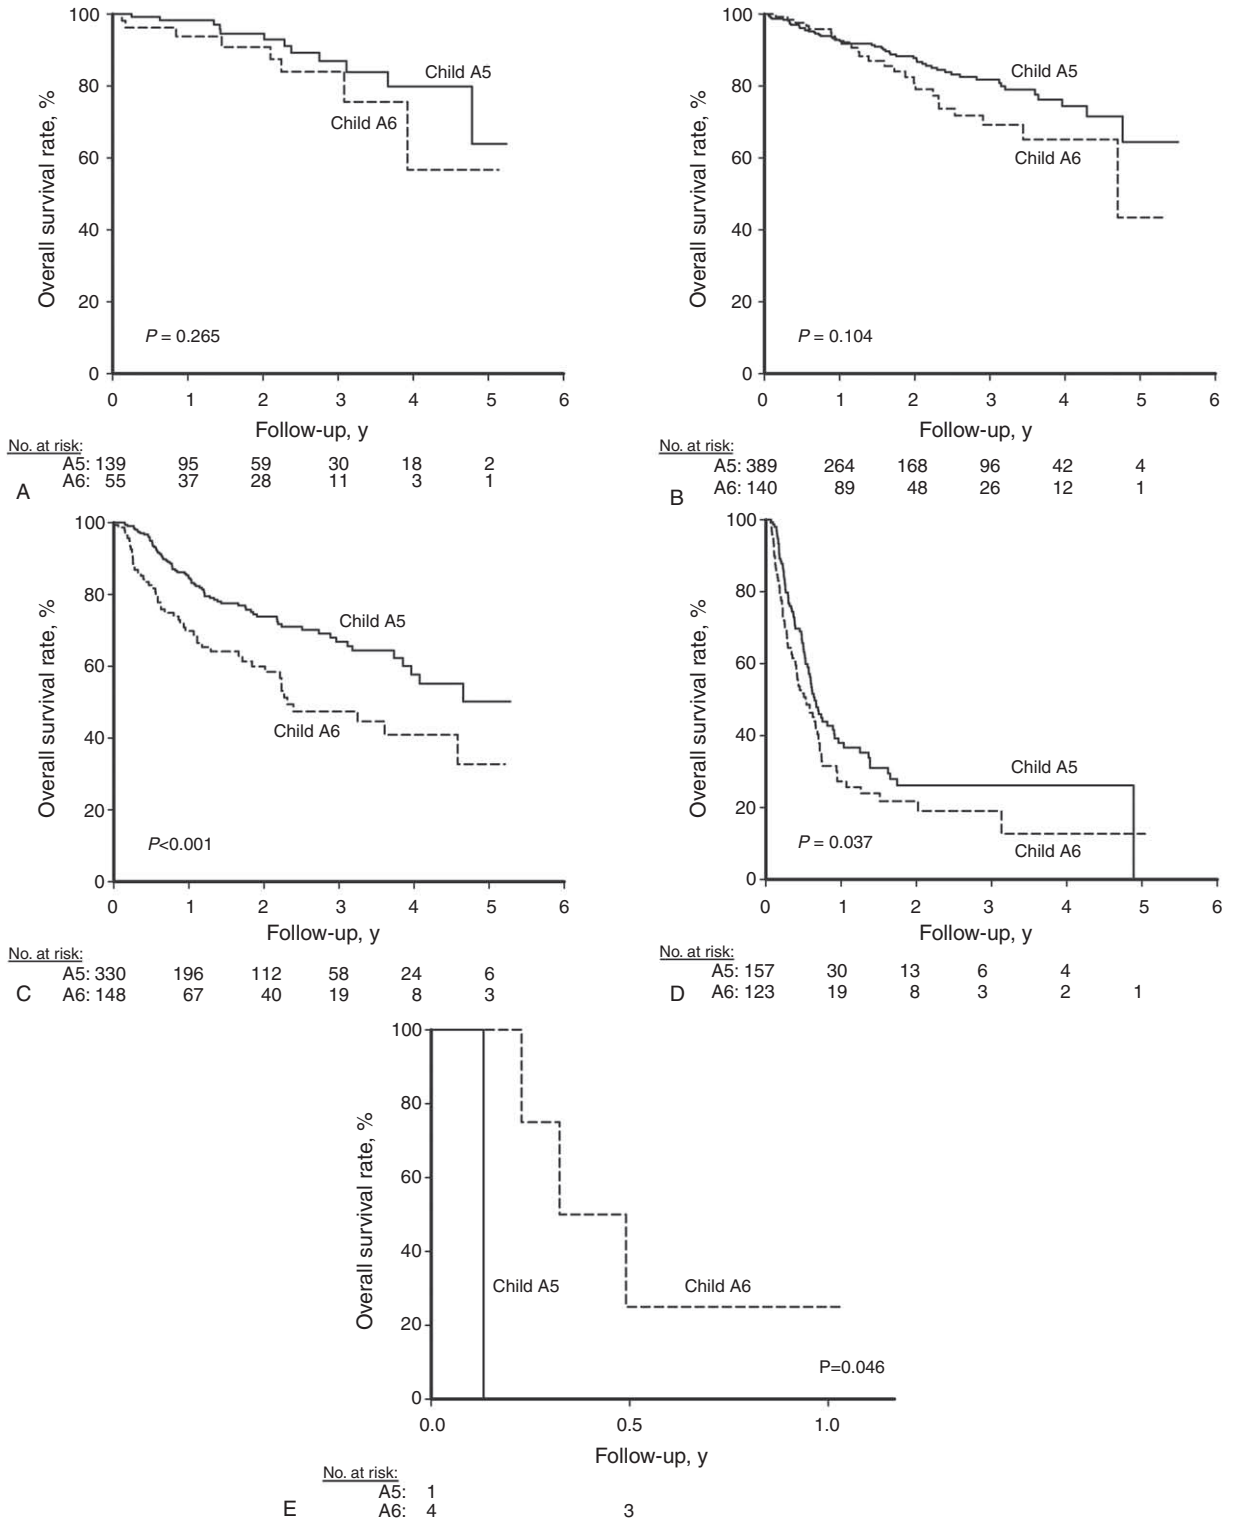 100
80
60
40
20
0
Overall survival rate, %
Child A5
Child A6
P = 0.265
0 1 2 3 4 5 6
Follow-up, y
No. at risk:
A5: 139 95 59 30 18 2
A6: 55 37 28 11 3 1
A
100
80
60
40
20
0
Overall survival rate, %
Child A5
Child A6
P = 0.104
0 1 2 3 4 5 6
Follow-up, y
No. at risk:
A5: 389 264 168 96 42 4
A6: 140 89 48 26 12 1
B
100
80
60
40
20
0
Overall survival rate, %
Child A5
Child A6
P<0.001
0 1 2 3 4 5 6
Follow-up, y
No. at risk:
A5: 330 196 112 58 24 6
A6: 148 67 40 19 8 3
C
100
80
60
40
20
0
Overall survival rate, %
Child A5
Child A6
P = 0.037
0 1 2 3 4 5 6
Follow-up, y
No. at risk:
A5: 157 30 13 6 4
A6: 123 19 8 3 2 1
D
100
80
60
40
20
0
Overall survival rate, %
Child A5 Child A6
P=0.046
0.0 0.5 1.0
Follow-up, y
No. at risk:
A5: 1
A6: 4 3
E